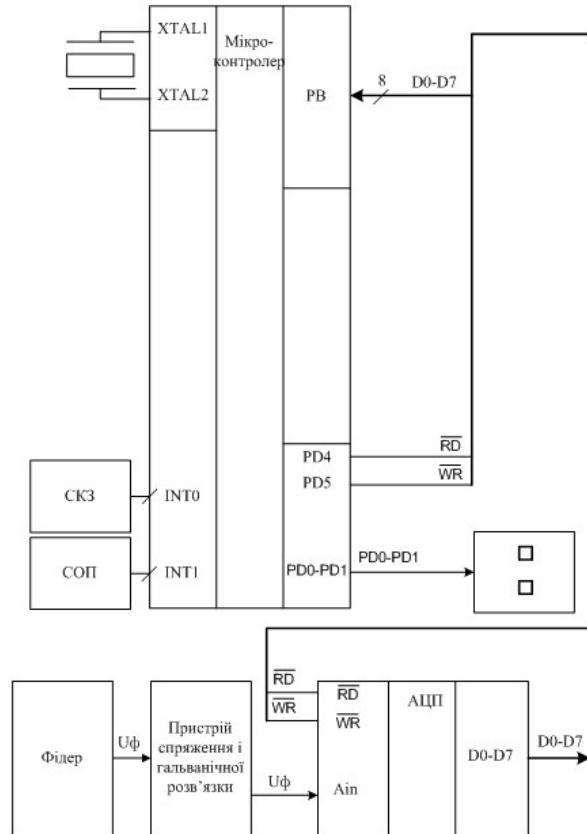 XTAL1
Мікро-
контролер
XTAL2
PB
8
D0-D7
PD4
RD
PD5
WR
СКЗ
INT0
СОП
INT1
PD0-PD1
PD0-PD1
RD
RD
WR
WR
АЦП
Фідер
Uф
Пристрій
спряження і
гальванічної
розв’язки
Uф
Ain
D0-D7
D0-D7